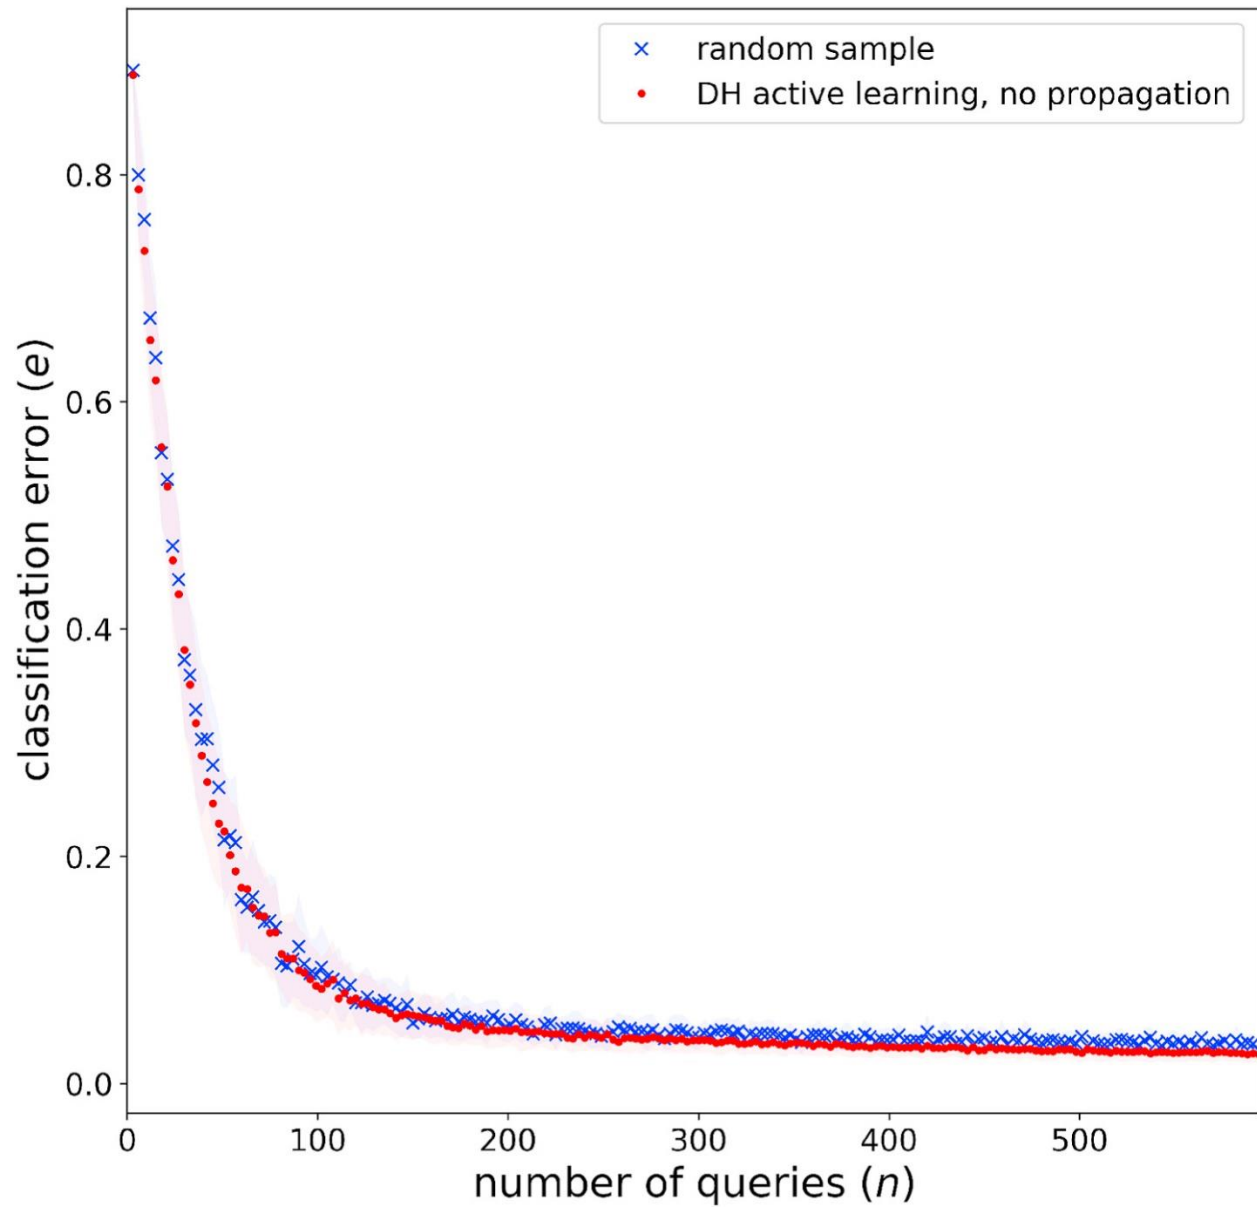 random sample
DH active learning, no propagation
classification error (e)
0.8
0.6
0.4
0.2
0.0
0 100 200 300 400 500
number of queries (n)